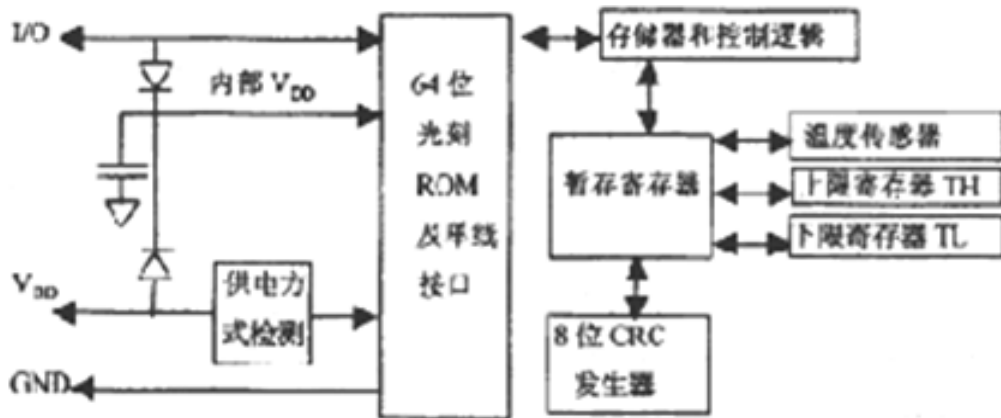 I/O
内部 V_DD
V_DD
供电方
式检测
GND
64 位
光刻
ROM
及单线
接口
存储器和控制逻辑
暂存寄存器
温度传感器
上限寄存器 TH
下限寄存器 TL
8 位 CRC
发生器